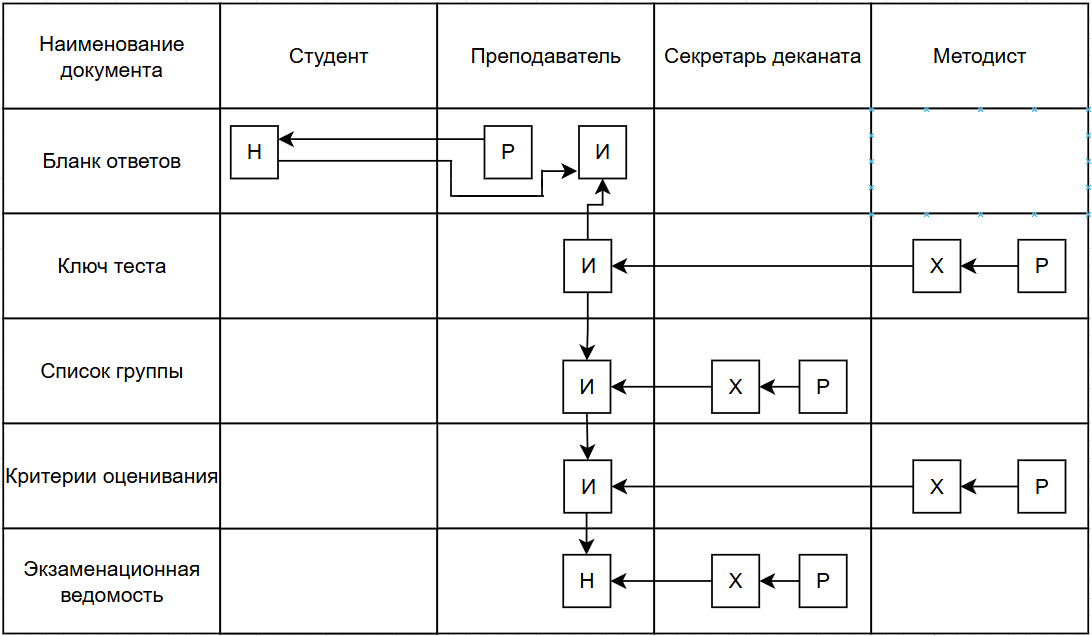 Наименование
документа
Студент
Преподаватель
Секретарь деканата
Методист
Бланк ответов
Н
Р
И
Ключ теста
И
Х
Р
Список группы
И
Х
Р
Критерии оценивания
И
Х
Р
Экзаменационная
ведомость
Н
Х
Р